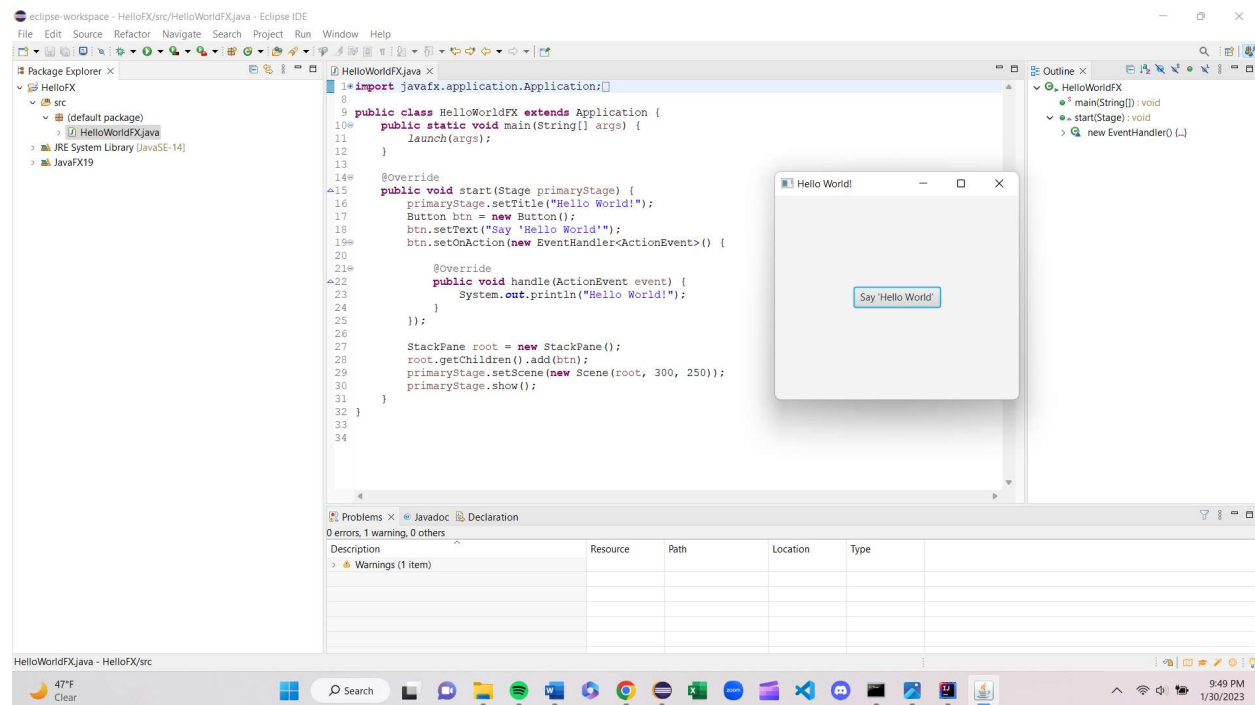 eclipse-workspace - HelloFX/src/HelloWorldFX.java - Eclipse IDE
File Edit Source Refactor Navigate Search Project Run Window Help
Package Explorer
HelloFX
src
(default package)
HelloWorldFX.java
JRE System Library [JavaSE-14]
JavaFX19
HelloWorldFX.java
1 import javafx.application.Application;
8
9 public class HelloWorldFX extends Application {
10 public static void main(String[] args) {
11 launch(args);
12 }
13
14 @Override
15 public void start(Stage primaryStage) {
16 primaryStage.setTitle("Hello World!");
17 Button btn = new Button();
18 btn.setText("Say 'Hello World'");
19 btn.setOnAction(new EventHandler<ActionEvent>() {
20
21 @Override
22 public void handle(ActionEvent event) {
23 System.out.println("Hello World!");
24 }
25 });
26
27 StackPane root = new StackPane();
28 root.getChildren().add(btn);
29 primaryStage.setScene(new Scene(root, 300, 250));
30 primaryStage.show();
31 }
32 }
33
34
Hello World!
Say 'Hello World'
Outline
HelloWorldFX
main(String[]) : void
start(Stage) : void
new EventHandler() {...}
Problems Javadoc Declaration
0 errors, 1 warning, 0 others
Description Resource Path Location Type
Warnings (1 item)
HelloWorldFX.java - HelloFX/src
47°F
Clear
Search
zoom
9:49 PM
1/30/2023